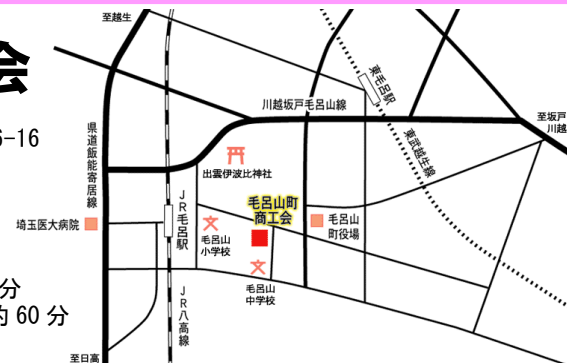 至越生
会
6-16
川越坂戸毛呂山線
東毛呂駅
至坂戸
川越
県道飯能寄居線
出雲伊波比神社
東武越生線
JR毛呂駅
毛呂山町
商工会
埼玉医大病院
毛呂山
小学校
毛呂山
町役場
毛呂山
中学校
分
約 60 分
JR八高線
至日高